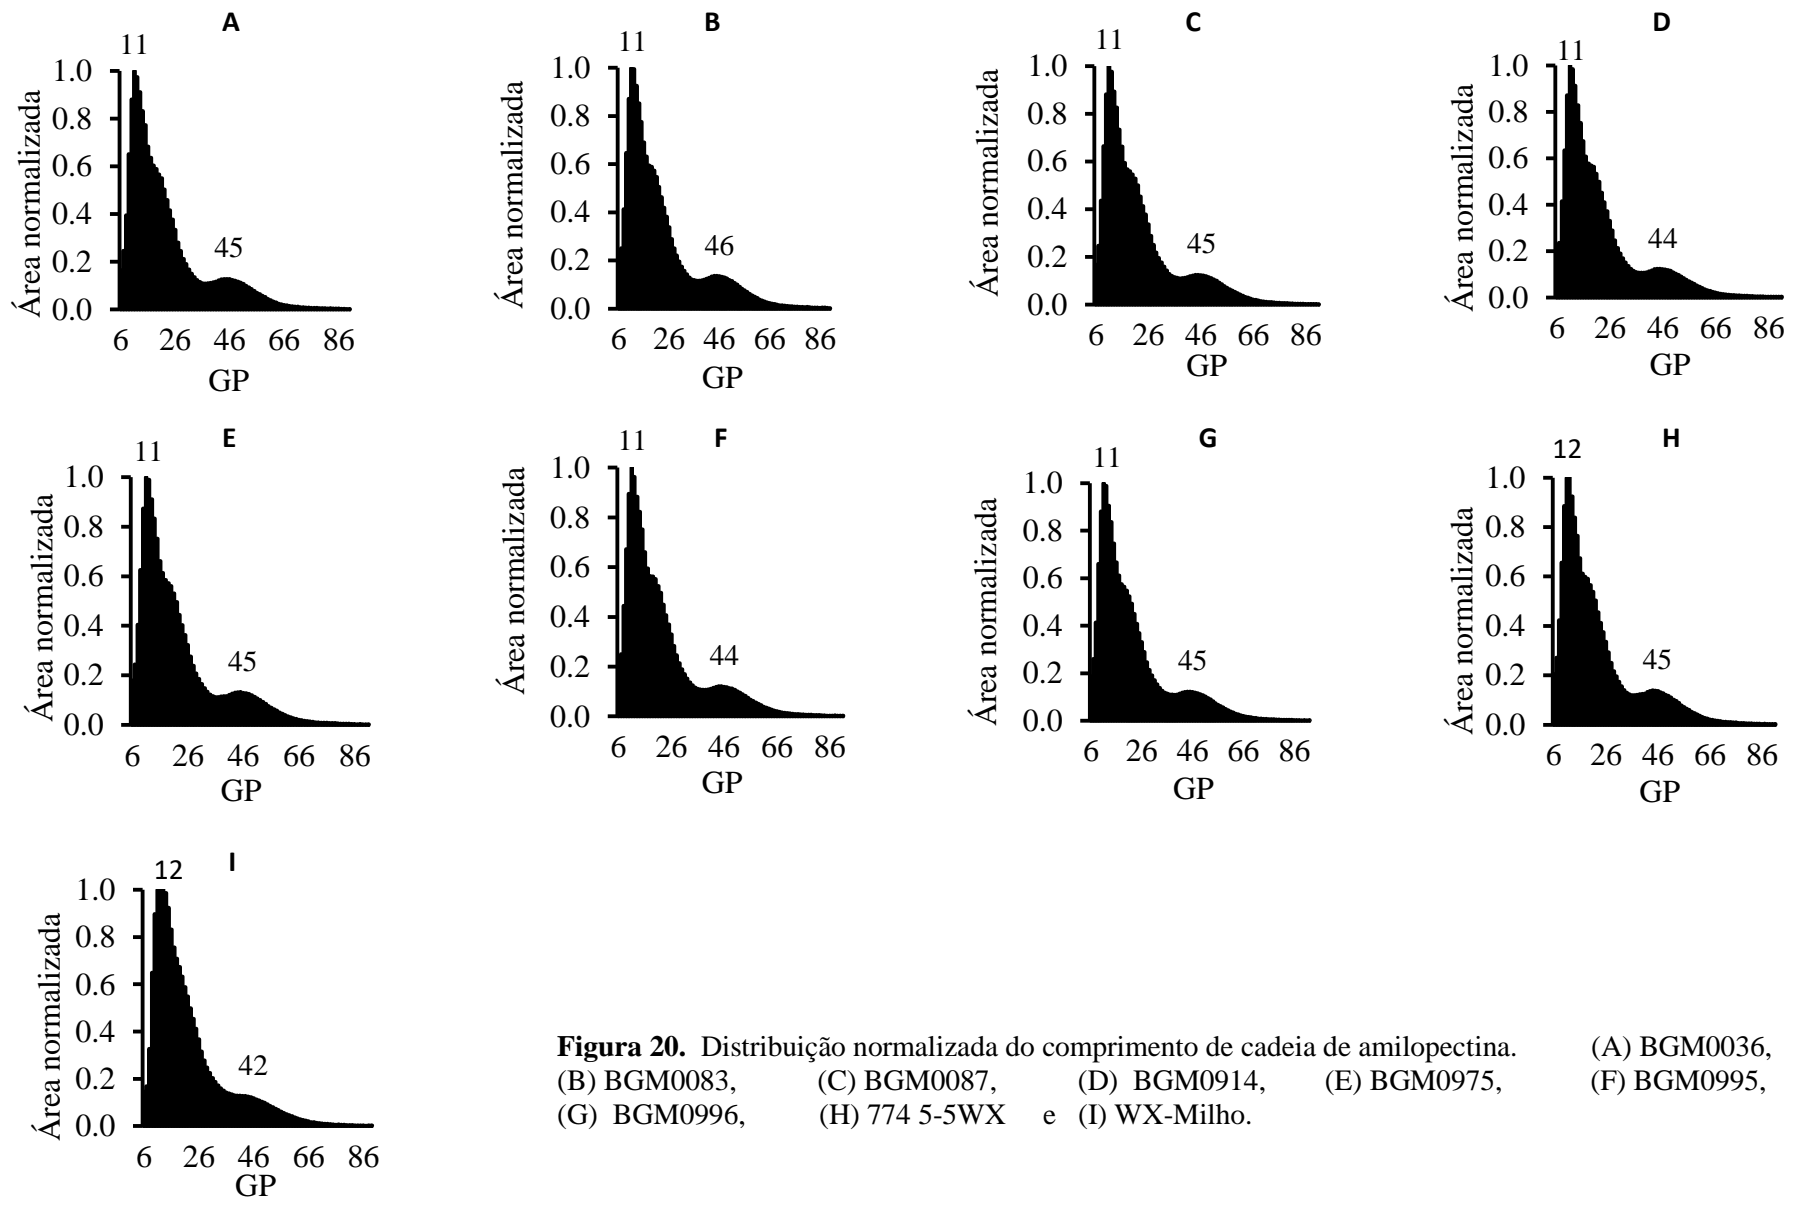 A
11
1.0
0.8
0.6
0.4
0.2
0.0
45
Área normalizada
6 26 46 66 86
GP
B
11
1.0
0.8
0.6
0.4
0.2
0.0
46
Área normalizada
6 26 46 66 86
GP
C
11
1.0
0.8
0.6
0.4
0.2
0.0
45
Área normalizada
6 26 46 66 86
GP
D
11
1.0
0.8
0.6
0.4
0.2
0.0
44
Área normalizada
6 26 46 66 86
GP
E
11
1.0
0.8
0.6
0.4
0.2
0.0
45
Área normalizada
6 26 46 66 86
GP
F
11
1.0
0.8
0.6
0.4
0.2
0.0
44
Área normalizada
6 26 46 66 86
GP
G
11
1.0
0.8
0.6
0.4
0.2
0.0
45
Área normalizada
6 26 46 66 86
GP
H
12
1.0
0.8
0.6
0.4
0.2
0.0
45
Área normalizada
6 26 46 66 86
GP
I
12
1.0
0.8
0.6
0.4
0.2
0.0
42
Área normalizada
6 26 46 66 86
GP
Figura 20. Distribuição normalizada do comprimento de cadeia de amilopectina. (A) BGM0036,
(B) BGM0083, (C) BGM0087, (D) BGM0914, (E) BGM0975, (F) BGM0995,
(G) BGM0996, (H) 774 5-5WX e (I) WX-Milho.